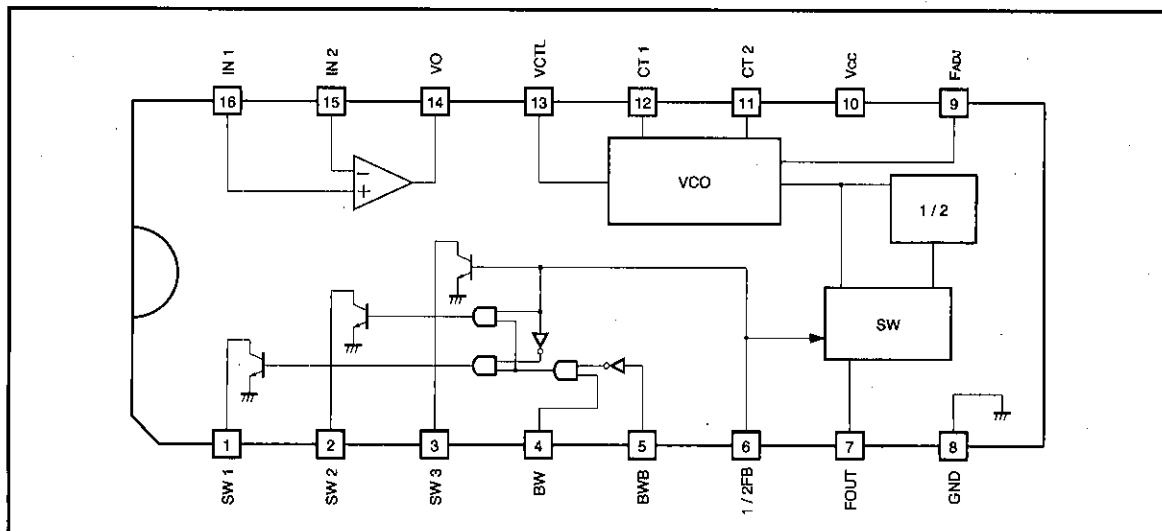 IN 1
IN 2
VO
VCTL
CT 1
CT 2
VCC
FADJ
16
15
14
13
12
11
10
9
−
+
VCO
1 / 2
SW
1
2
3
4
5
6
7
8
SW 1
SW 2
SW 3
BW
BWB
1 / 2FB
FOUT
GND